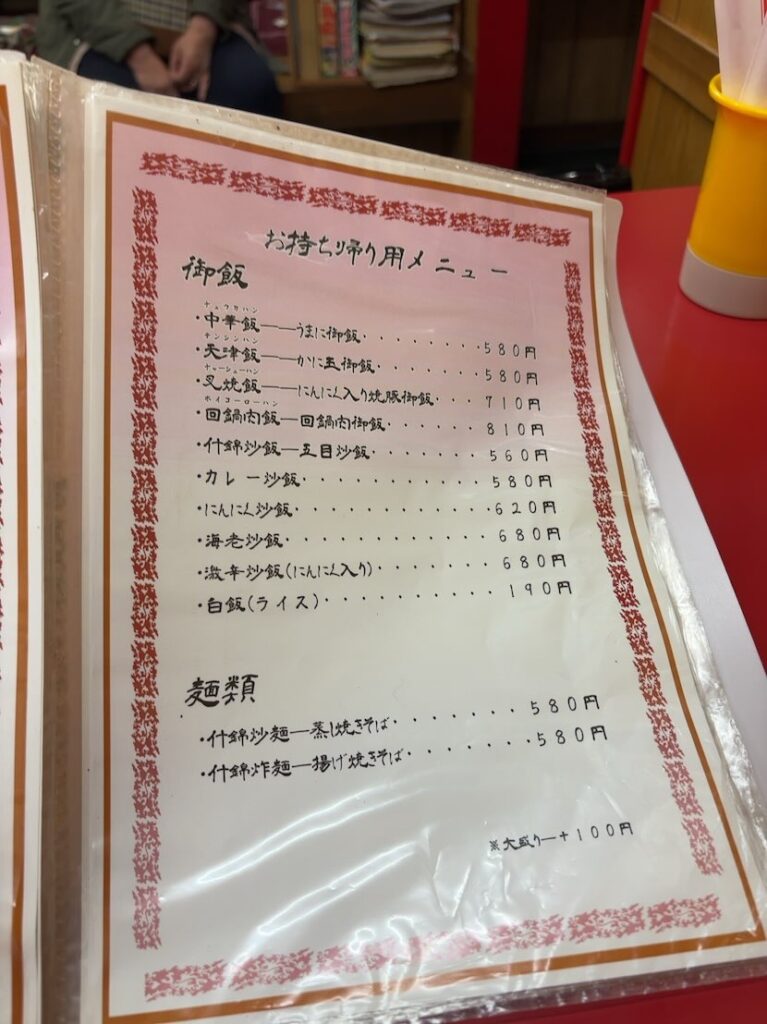 お持ち帰り用メニュー
御飯
チュウカハン
・中華飯──うまに御飯・・・・・・・・580円
テンシンハン
・天津飯──かに玉御飯・・・・・・・・580円
チャーシューハン
・叉焼飯──にんにく入り焼豚御飯・・・710円
ホイコーローハン
・回鍋肉飯─回鍋肉御飯・・・・・・・810円
・什錦炒飯─五目炒飯・・・・・・・・560円
・カレー炒飯・・・・・・・・・・・・580円
・にんにく炒飯・・・・・・・・・・・・620円
・海老炒飯・・・・・・・・・・・・・680円
・激辛炒飯(にんにく入り)・・・・・・・・680円
・白飯(ライス)・・・・・・・・・・・190円
麺類
・什錦炒麺─蒸し焼きそば・・・・・・・580円
・什錦炸麺─揚げ焼きそば・・・・・・・580円
※大盛り─+100円